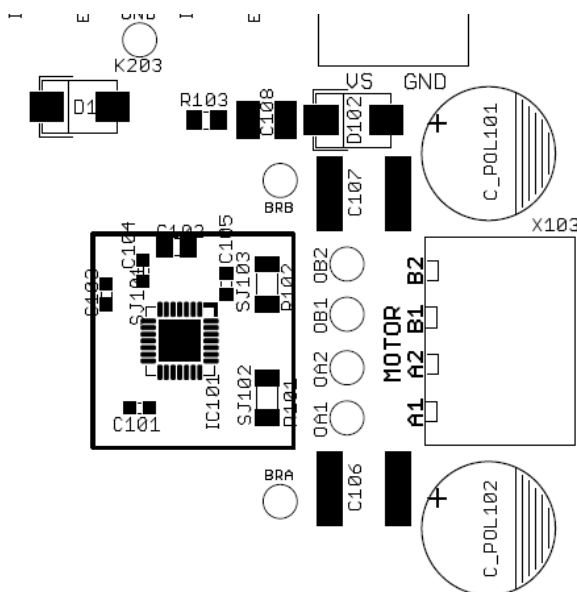 GND
K203
D1
R103
C108
VS
GND
D102
C_POL101
C107
BRB
X103
C102
C104
C105
C103
SJ101
SJ103
R102
OB2
B2
OB1
B1
MOTOR
OA2
A2
SJ102
R101
OA1
A1
IC101
C101
BRA
C106
C_POL102